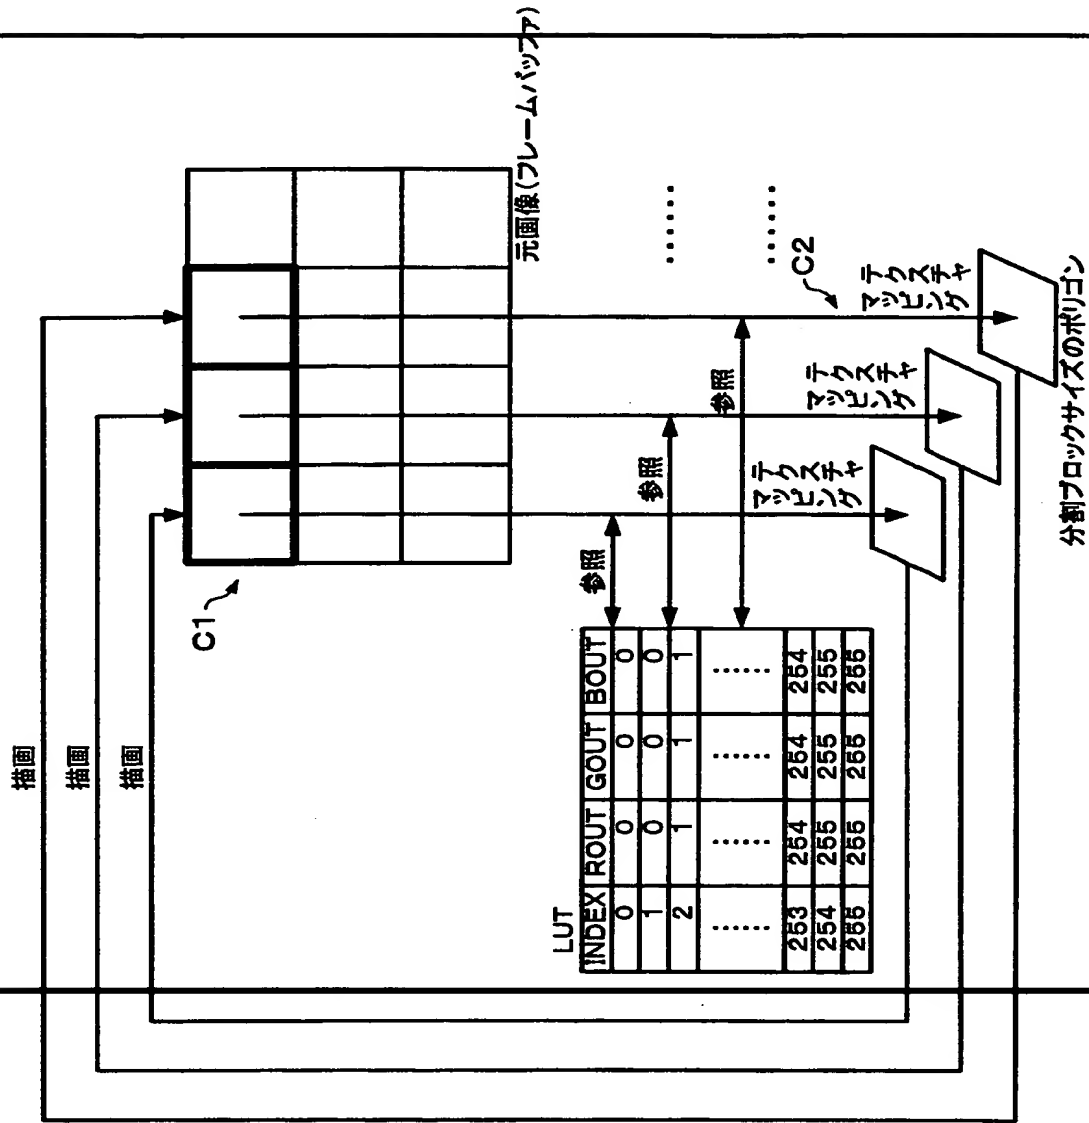 描画
描画
描画
C1
元画像(フレームバッファ)
......
......
C2
参照
参照
参照
テクスチャ
マッピング
テクスチャ
マッピング
テクスチャ
マッピング
分割ブロックサイズのポリゴン
LUT
INDEX ROUT GOUT BOUT
0 0 0 0
1 0 0 0
2 1 1 1
...... ...... ...... ......
253 254 254 254
254 255 255 255
255 255 255 255